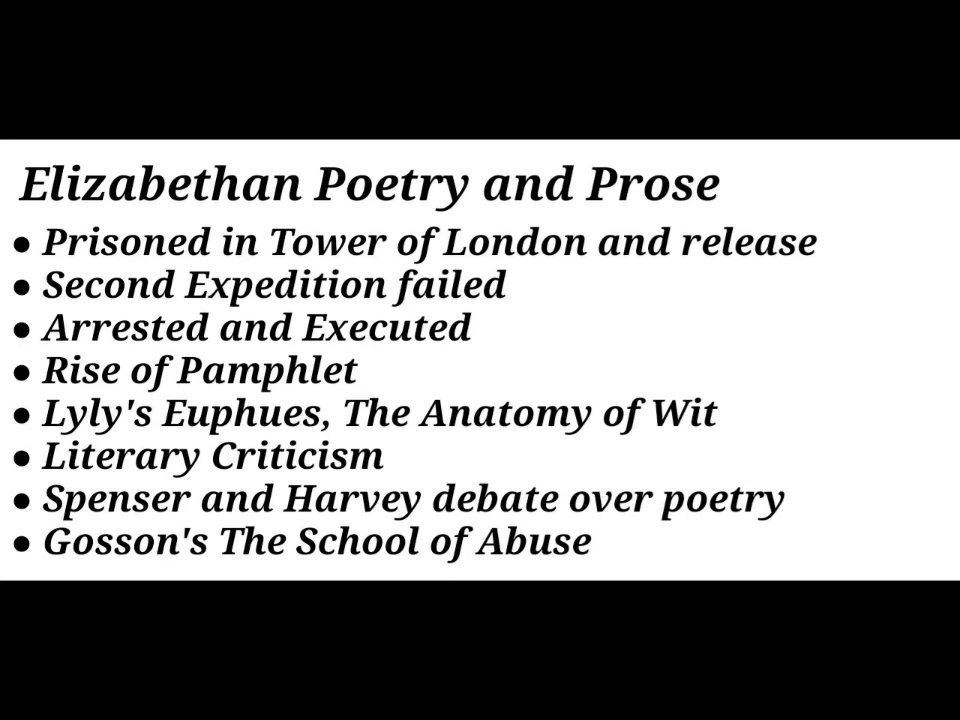 Elizabethan Poetry and Prose
● Prisoned in Tower of London and release
● Second Expedition failed
● Arrested and Executed
● Rise of Pamphlet
● Lyly's Euphues, The Anatomy of Wit
● Literary Criticism
● Spenser and Harvey debate over poetry
● Gosson's The School of Abuse